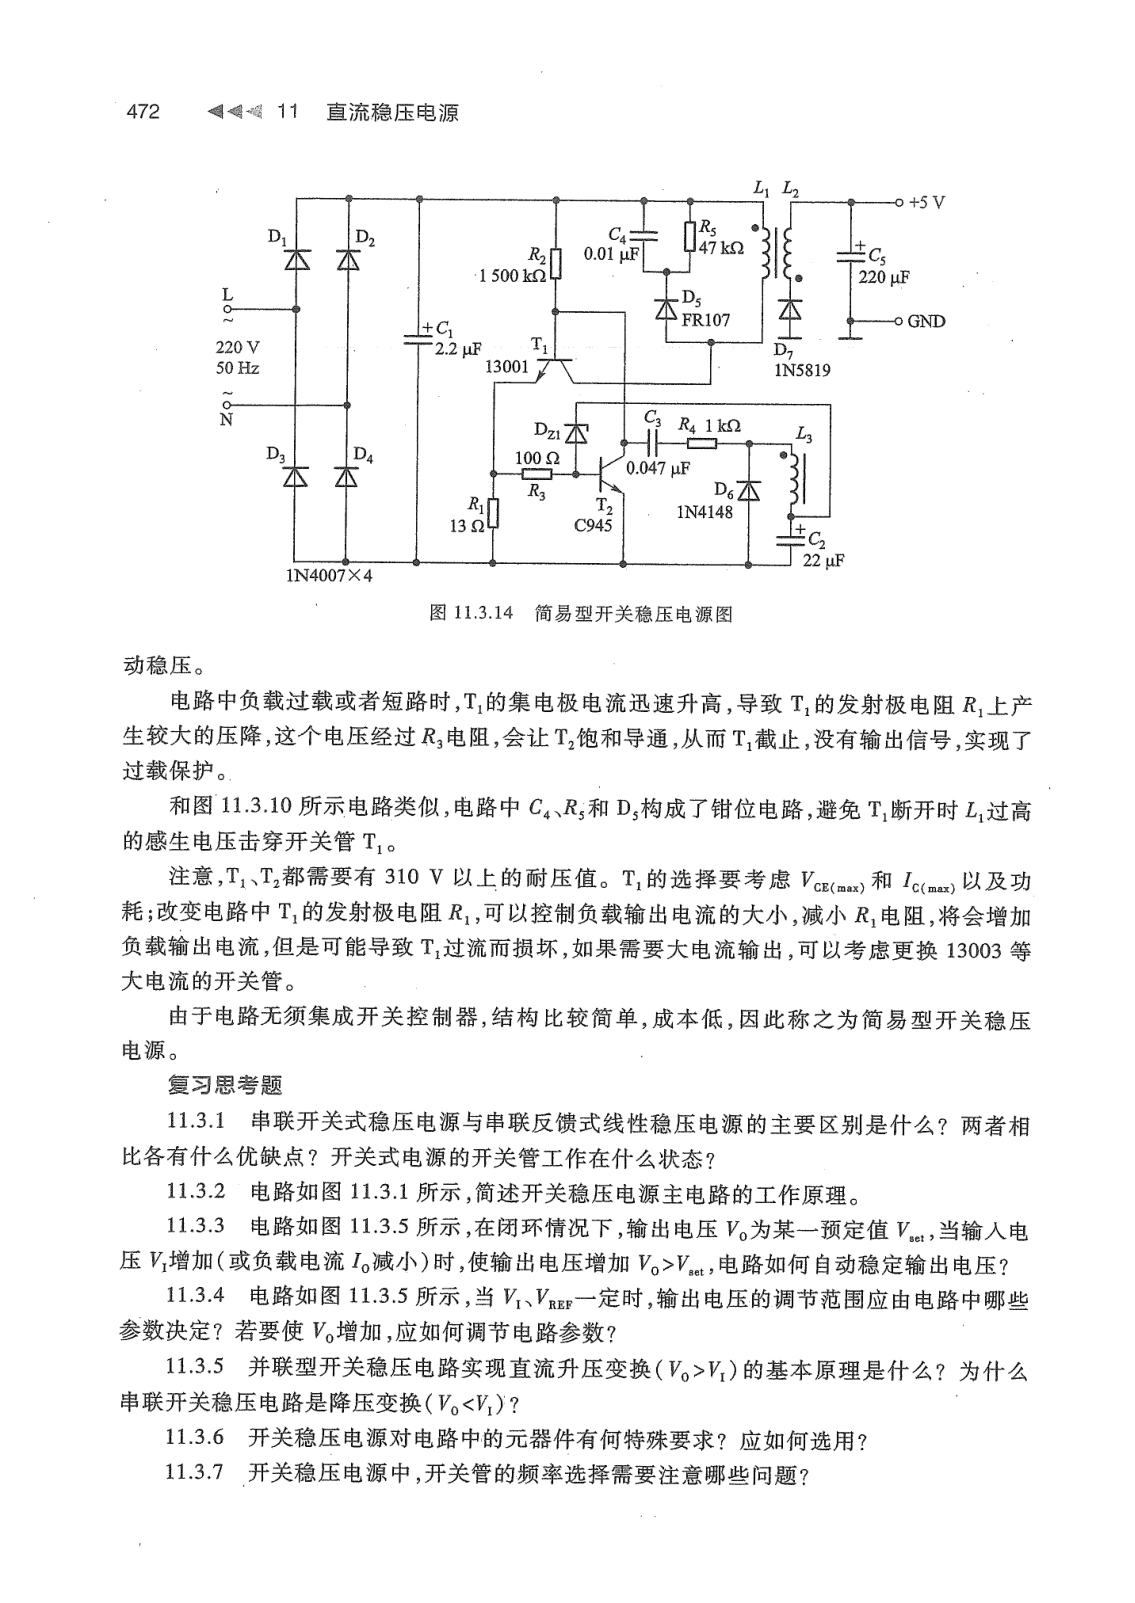 472 11 直流稳压电源
L₁ L₂
+5 V
D₁ D₂
R₂
1 500 kΩ
C₄
0.01 μF
R₅
47 kΩ
+
C₅
220 μF
L
~
220 V
50 Hz
~
N
+
C₁
2.2 μF
T₁
13001
D₅
FR107
GND
D₇
1N5819
D₃ D₄
D_Z1
100 Ω
R₃
C₃
0.047 μF
R₄ 1 kΩ
L₃
R₁
13 Ω
T₂
C945
D₆
1N4148
+
C₂
22 μF
1N4007×4
图 11.3.14 简易型开关稳压电源图
动稳压。
电路中负载过载或者短路时,T₁的集电极电流迅速升高,导致 T₁的发射极电阻 R₁上产
生较大的压降,这个电压经过 R₃电阻,会让 T₂饱和导通,从而 T₁截止,没有输出信号,实现了
过载保护。
和图 11.3.10 所示电路类似,电路中 C₄、R₅和 D₅构成了钳位电路,避免 T₁断开时 L₁过高
的感生电压击穿开关管 T₁。
注意,T₁、T₂都需要有 310 V 以上的耐压值。T₁的选择要考虑 V_CE(max)和 I_C(max)以及功
耗;改变电路中 T₁的发射极电阻 R₁,可以控制负载输出电流的大小,减小 R₁电阻,将会增加
负载输出电流,但是可能导致 T₁过流而损坏,如果需要大电流输出,可以考虑更换 13003 等
大电流的开关管。
由于电路无须集成开关控制器,结构比较简单,成本低,因此称之为简易型开关稳压
电源。
复习思考题
11.3.1 串联开关式稳压电源与串联反馈式线性稳压电源的主要区别是什么? 两者相
比各有什么优缺点? 开关式电源的开关管工作在什么状态?
11.3.2 电路如图 11.3.1 所示,简述开关稳压电源主电路的工作原理。
11.3.3 电路如图 11.3.5 所示,在闭环情况下,输出电压 V_O为某一预定值 V_set,当输入电
压 V_I增加(或负载电流 I_O减小)时,使输出电压增加 V_O>V_set,电路如何自动稳定输出电压?
11.3.4 电路如图 11.3.5 所示,当 V_I、V_REF一定时,输出电压的调节范围应由电路中哪些
参数决定? 若要使 V_O增加,应如何调节电路参数?
11.3.5 并联型开关稳压电路实现直流升压变换(V_O>V_I)的基本原理是什么? 为什么
串联开关稳压电路是降压变换(V_O<V_I)?
11.3.6 开关稳压电源对电路中的元器件有何特殊要求? 应如何选用?
11.3.7 开关稳压电源中,开关管的频率选择需要注意哪些问题?